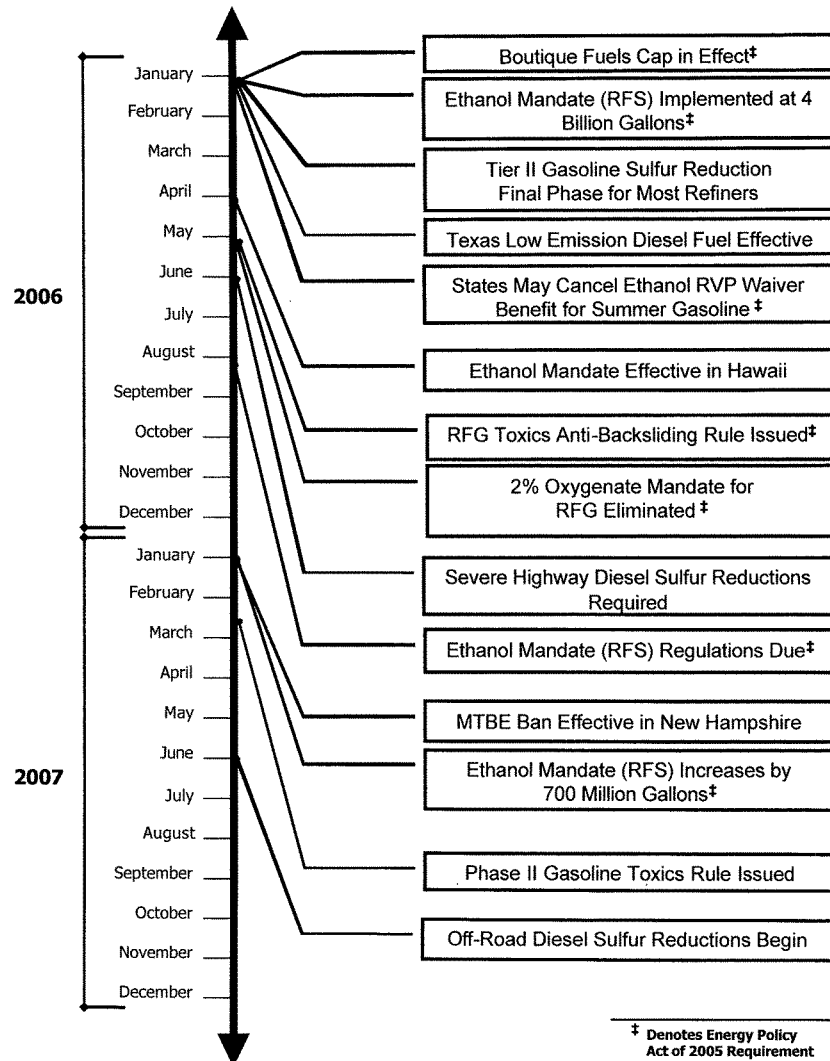 2006
January
February
March
April
May
June
July
August
September
October
November
December
2007
January
February
March
April
May
June
July
August
September
October
November
December
Boutique Fuels Cap in Effect‡
Ethanol Mandate (RFS) Implemented at 4
Billion Gallons‡
Tier II Gasoline Sulfur Reduction
Final Phase for Most Refiners
Texas Low Emission Diesel Fuel Effective
States May Cancel Ethanol RVP Waiver
Benefit for Summer Gasoline ‡
Ethanol Mandate Effective in Hawaii
RFG Toxics Anti-Backsliding Rule Issued‡
2% Oxygenate Mandate for
RFG Eliminated ‡
Severe Highway Diesel Sulfur Reductions
Required
Ethanol Mandate (RFS) Regulations Due‡
MTBE Ban Effective in New Hampshire
Ethanol Mandate (RFS) Increases by
700 Million Gallons‡
Phase II Gasoline Toxics Rule Issued
Off-Road Diesel Sulfur Reductions Begin
‡ Denotes Energy Policy
Act of 2005 Requirement